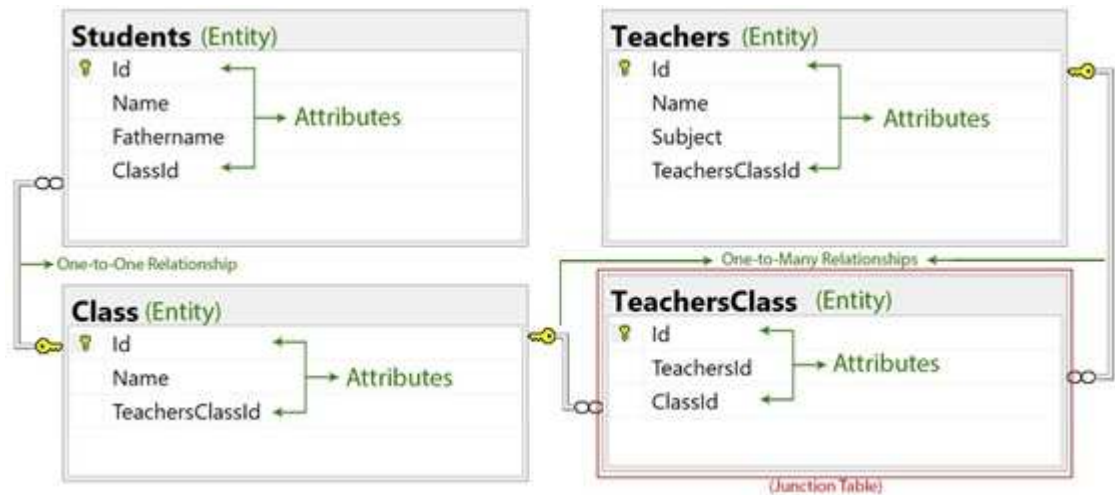 Students (Entity)
Id
Name
Fathername
ClassId
Attributes
Teachers (Entity)
Id
Name
Subject
TeachersClassId
Attributes
One-to-One Relationship
One-to-Many Relationships
Class (Entity)
Id
Name
TeachersClassId
Attributes
TeachersClass (Entity)
Id
TeachersId
ClassId
Attributes
(Junction Table)